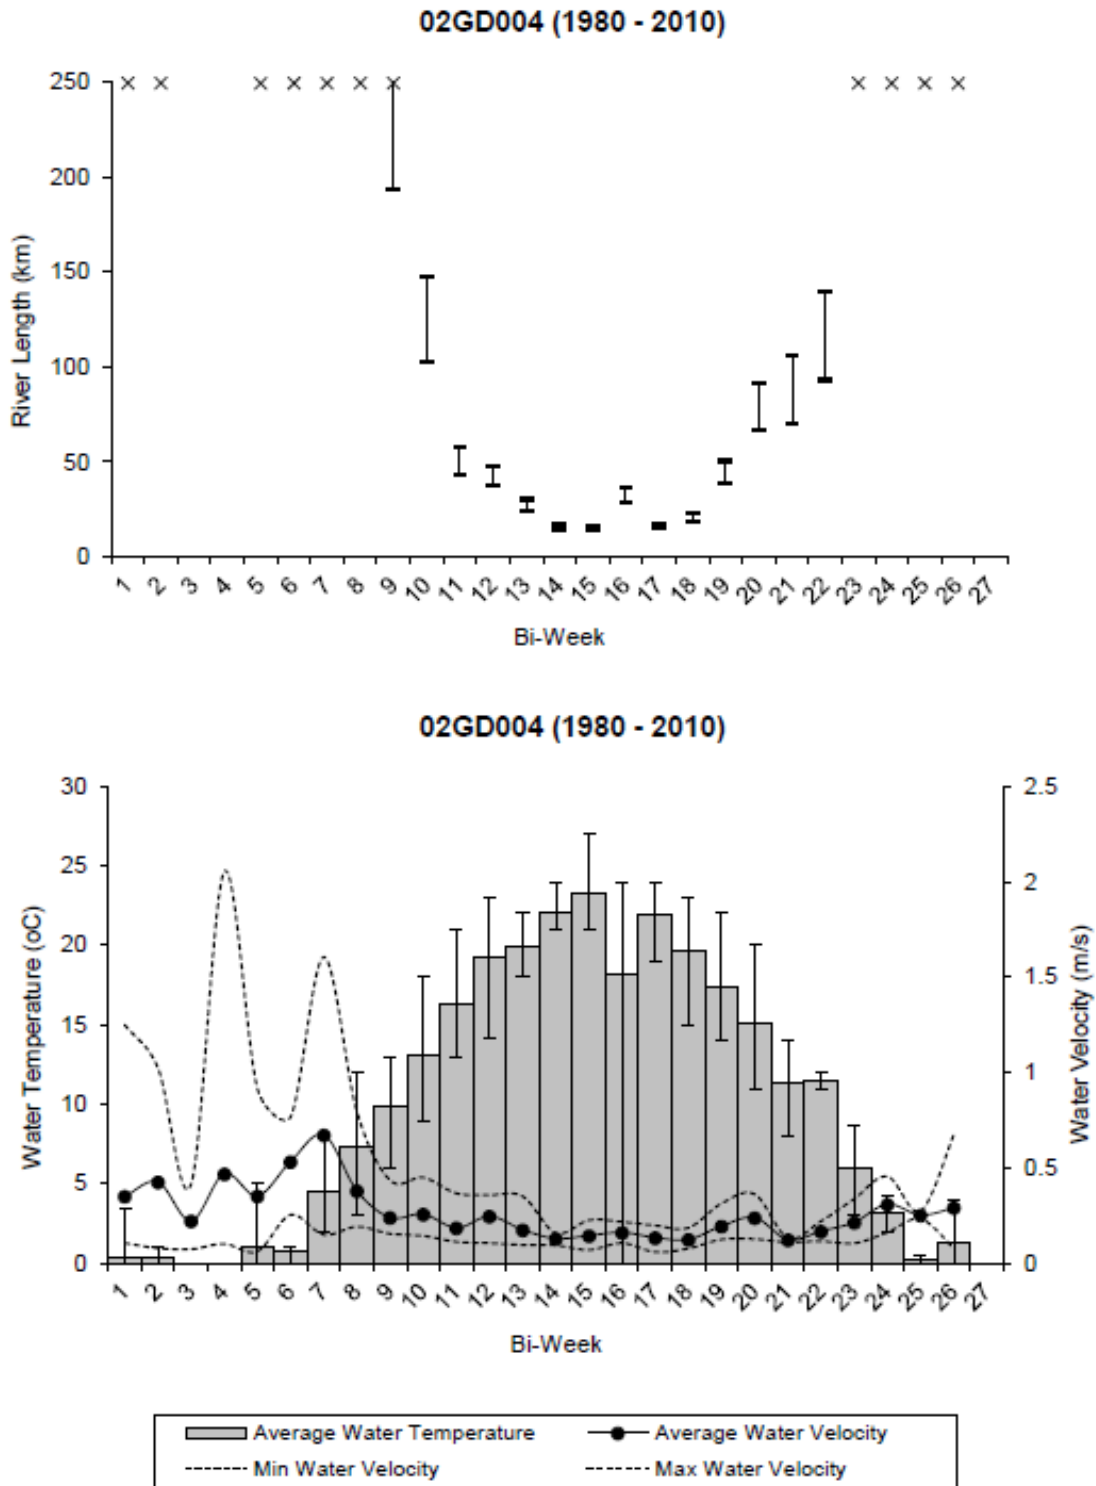 02GD004 (1980 - 2010)
250
200
150
100
50
0
River Length (km)
1 2 3 4 5 6 7 8 9 10 11 12 13 14 15 16 17 18 19 20 21 22 23 24 25 26 27
Bi-Week
02GD004 (1980 - 2010)
30 2.5
25
2
20
1.5
15
1
10
0.5
5
0 0
Water Temperature (oC)
Water Velocity (m/s)
1 2 3 4 5 6 7 8 9 10 11 12 13 14 15 16 17 18 19 20 21 22 23 24 25 26 27
Bi-Week
Average Water Temperature Average Water Velocity
Min Water Velocity Max Water Velocity